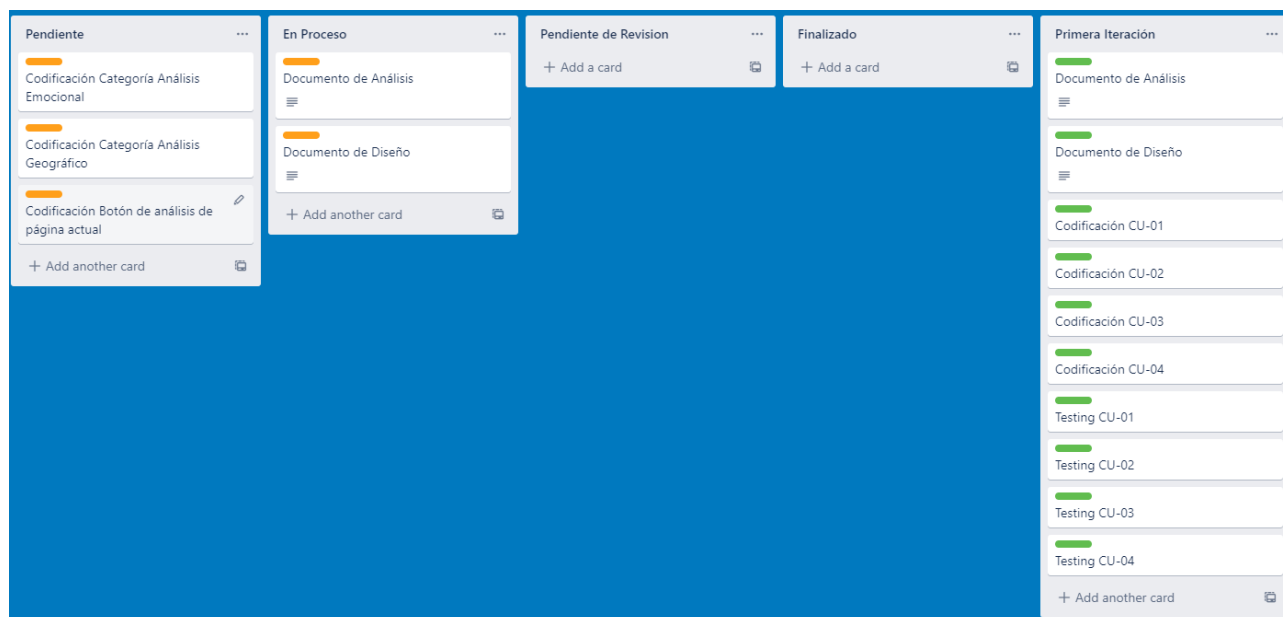 Pendiente
Codificación Categoría Análisis
Emocional
Codificación Categoría Análisis
Geográfico
Codificación Botón de análisis de
página actual
+ Add another card
En Proceso
Documento de Análisis
Documento de Diseño
+ Add another card
Pendiente de Revision
+ Add a card
Finalizado
+ Add a card
Primera Iteración
Documento de Análisis
Documento de Diseño
Codificación CU-01
Codificación CU-02
Codificación CU-03
Codificación CU-04
Testing CU-01
Testing CU-02
Testing CU-03
Testing CU-04
+ Add another card